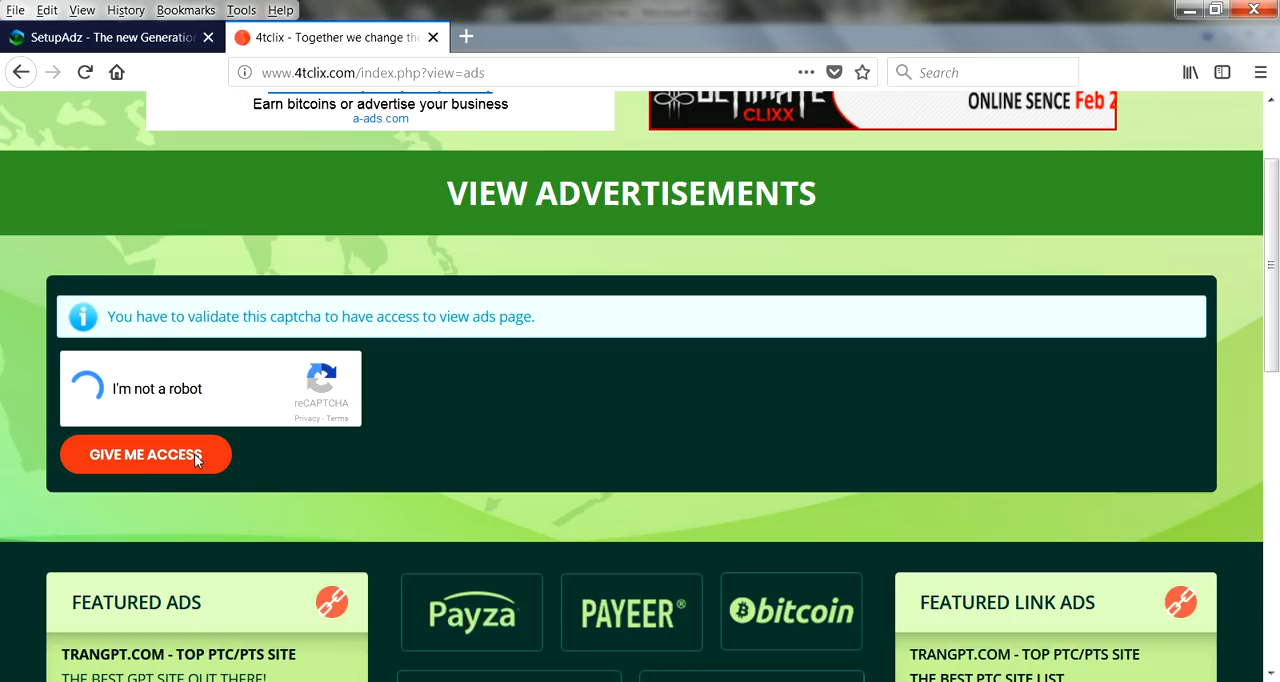 File Edit View History Bookmarks Tools Help
SetupAdz - The new Generation
4tclix - Together we change the
www.4tclix.com/index.php?view=ads
Search
Earn bitcoins or advertise your business
a-ads.com
ULTIMATE
CLIXX
ONLINE SENCE Feb 2
VIEW ADVERTISEMENTS
You have to validate this captcha to have access to view ads page.
I'm not a robot
reCAPTCHA
Privacy - Terms
GIVE ME ACCESS
FEATURED ADS
TRANGPT.COM - TOP PTC/PTS SITE
THE BEST GPT SITE OUT THERE!
Payza
PAYEER®
bitcoin
FEATURED LINK ADS
TRANGPT.COM - TOP PTC/PTS SITE
THE BEST PTC SITE LIST